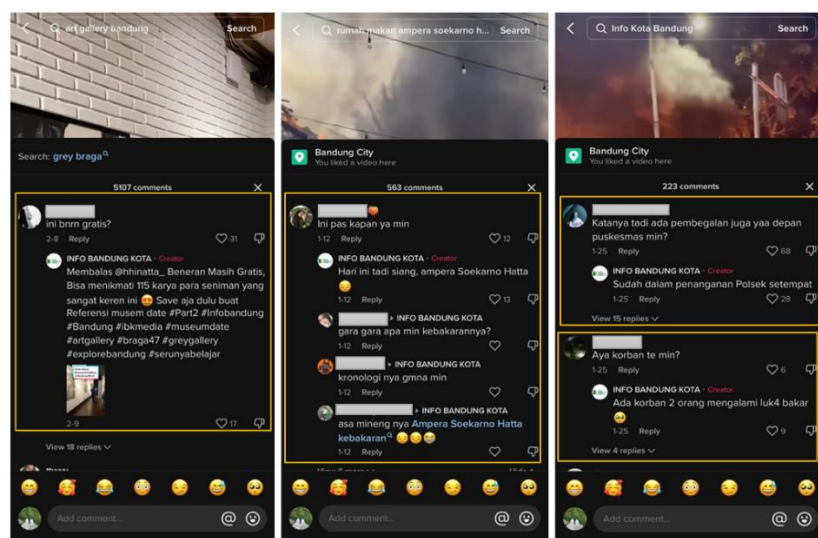 art gallery bandung Search
Search: grey braga
5107 comments
ini bnrn gratis?
2-8 Reply 31
INFO BANDUNG KOTA · Creator
Membalas @hhinatta_ Beneran Masih Gratis,
Bisa menikmati 115 karya para seniman yang
sangat keren ini 😍 Save aja dulu buat
Referensi musem date #Part2 #Infobandung
#Bandung #ibkmedia #museumdate
#artgallery #braga47 #greygallery
#explorebandung #serunyabelajar
2-9 17
View 18 replies
Add comment...
rumah makan ampera soekarno h... Search
Bandung City
You liked a video here
563 comments
Ini pas kapan ya min
1-12 Reply 12
INFO BANDUNG KOTA · Creator
Hari ini tadi siang, ampera Soekarno Hatta
😞
1-12 Reply 13
INFO BANDUNG KOTA
gara gara apa min kebakarannya?
1-12 Reply
INFO BANDUNG KOTA
kronologi nya gmna min
1-12 Reply
INFO BANDUNG KOTA
asa mineng nya Ampera Soekarno Hatta
kebakaran 😏😏😭
1-12 Reply
Add comment...
Info Kota Bandung Search
Bandung City
You liked a video here
223 comments
Katanya tadi ada pembegalan juga yaa depan
puskesmas min?
1-25 Reply 68
INFO BANDUNG KOTA · Creator
Sudah dalam penanganan Polsek setempat
1-25 Reply 28
View 15 replies
Aya korban te min?
1-25 Reply 6
INFO BANDUNG KOTA · Creator
Ada korban 2 orang mengalami luk4 bakar
🥺
1-25 Reply 9
View 4 replies
Add comment...